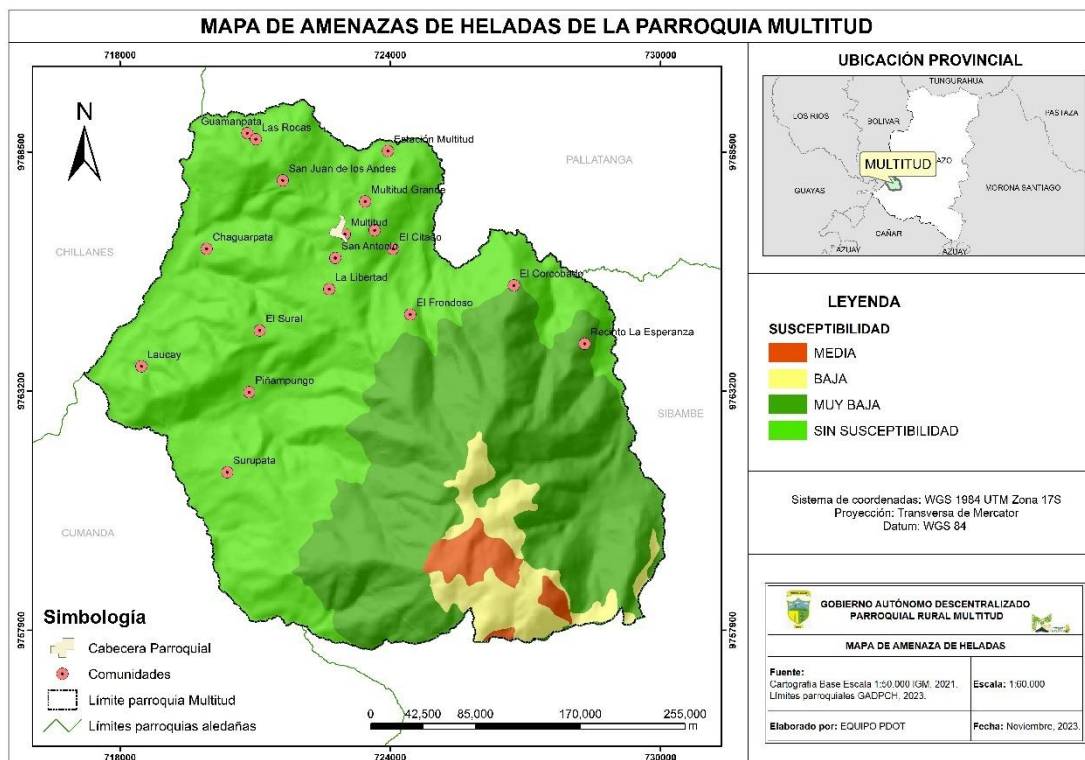 MAPA DE AMENAZAS DE HELADAS DE LA PARROQUIA MULTITUD
718000
724000
730000
N
9768500
9763200
9757900
9768500
9763200
9757900
Guamanpata
Las Rocas
Estación Multitud
San Juan de los Andes
PALLATANGA
Multitud Grande
Multitud
Chaguarpata
San Antonio
El Citado
CHILLANES
La Libertad
El Corcobado
El Frondoso
El Sural
Recinto La Esperanza
Laucay
Piñampungo
SIBAMBE
Surupata
CUMANDA
Simbología
Cabecera Parroquial
Comunidades
Límite parroquia Multitud
Límites parroquias aledañas
0 42,500 85,000 170,000 255,000
m
718000
724000
730000
UBICACIÓN PROVINCIAL
TUNGURAHUA
LOS RIOS
BOLIVAR
PASTAZA
MULTITUD
AZO
GUAYAS
MORONA SANTIAGO
CAÑAR
AZUAY
AZUAY
LEYENDA
SUSCEPTIBILIDAD
MEDIA
BAJA
MUY BAJA
SIN SUSCEPTIBILIDAD
Sistema de coordenadas: WGS 1984 UTM Zona 17S
Proyección: Transversa de Mercator
Datum: WGS 84
GOBIERNO AUTÓNOMO DESCENTRALIZADO
PARROQUIAL RURAL MULTITUD
MAPA DE AMENAZA DE HELADAS
Fuente:
Cartografía Base Escala 1:50.000 IGM, 2021.
Límites parroquiales GADPCH, 2023.
Escala: 1:60.000
Elaborado por: EQUIPO PDOT
Fecha: Noviembre, 2023.